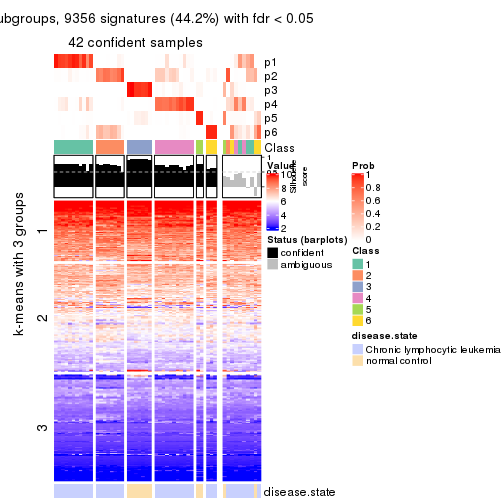 ubgroups, 9356 signatures (44.2%) with fdr < 0.05
42 confident samples
p1
p2
p3
p4
p5
p6
Class
1
Silhouette
score
k-means with 3 groups
1
2
3
disease.state
Value
10
8
6
4
2
Status (barplots)
confident
ambiguous
Prob
1
0.8
0.6
0.4
0.2
0
Class
1
2
3
4
5
6
disease.state
Chronic lymphocytic leukemia
normal control